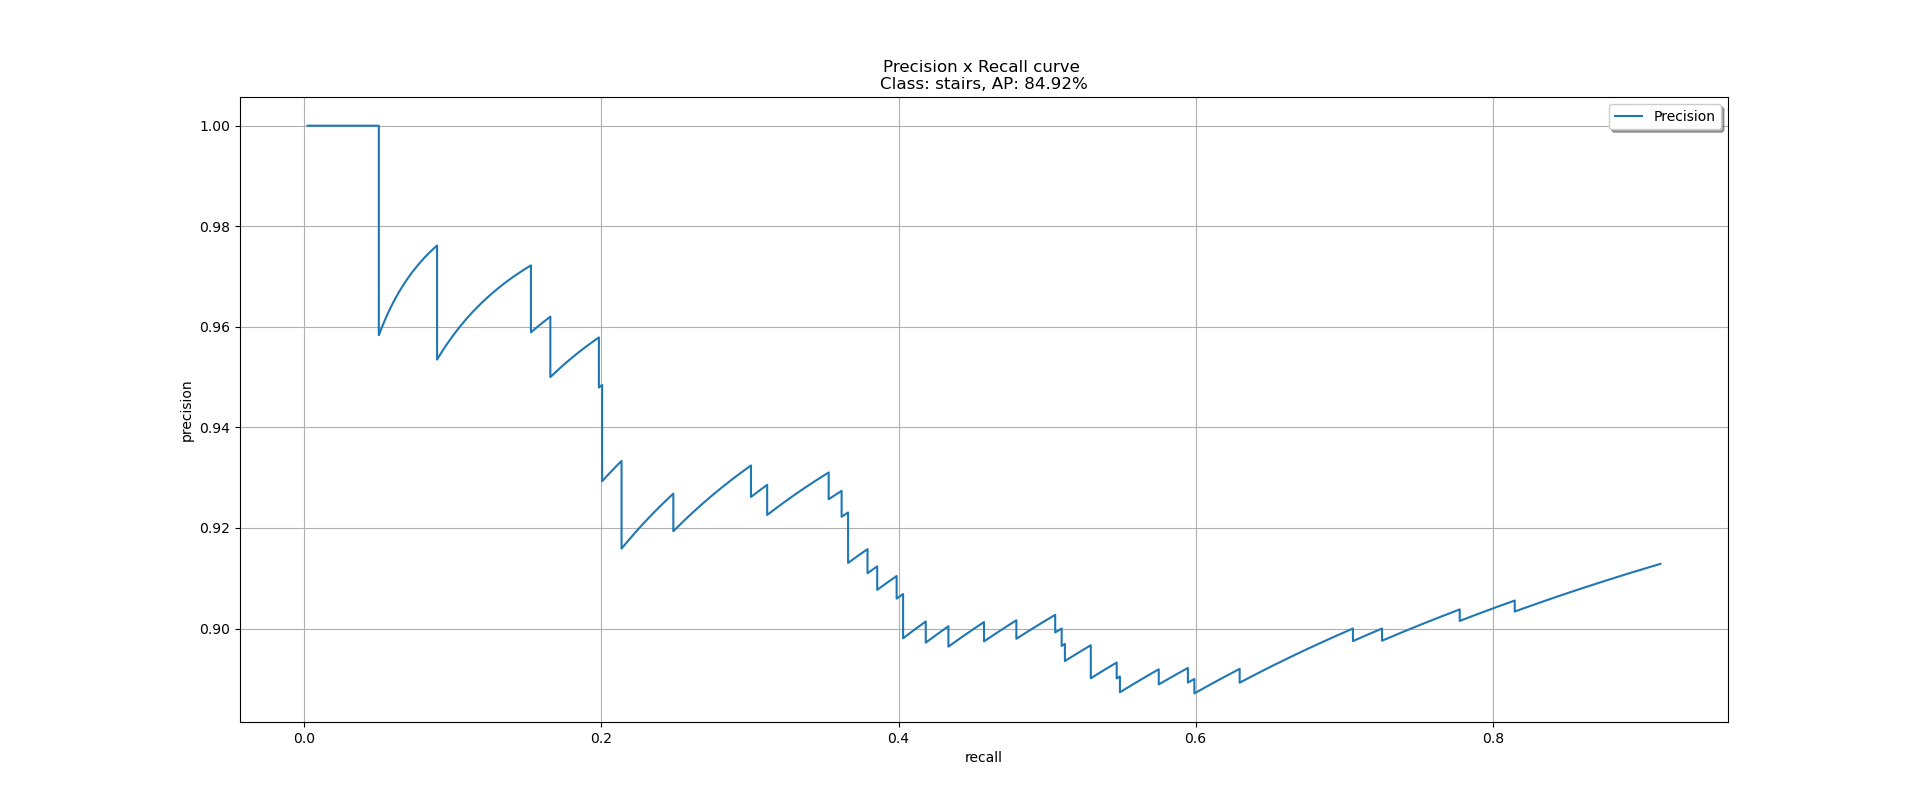 Precision x Recall curve
Class: stairs, AP: 84.92%
Precision
1.00
0.98
0.96
0.94
0.92
0.90
precision
0.0 0.2 0.4 0.6 0.8
recall